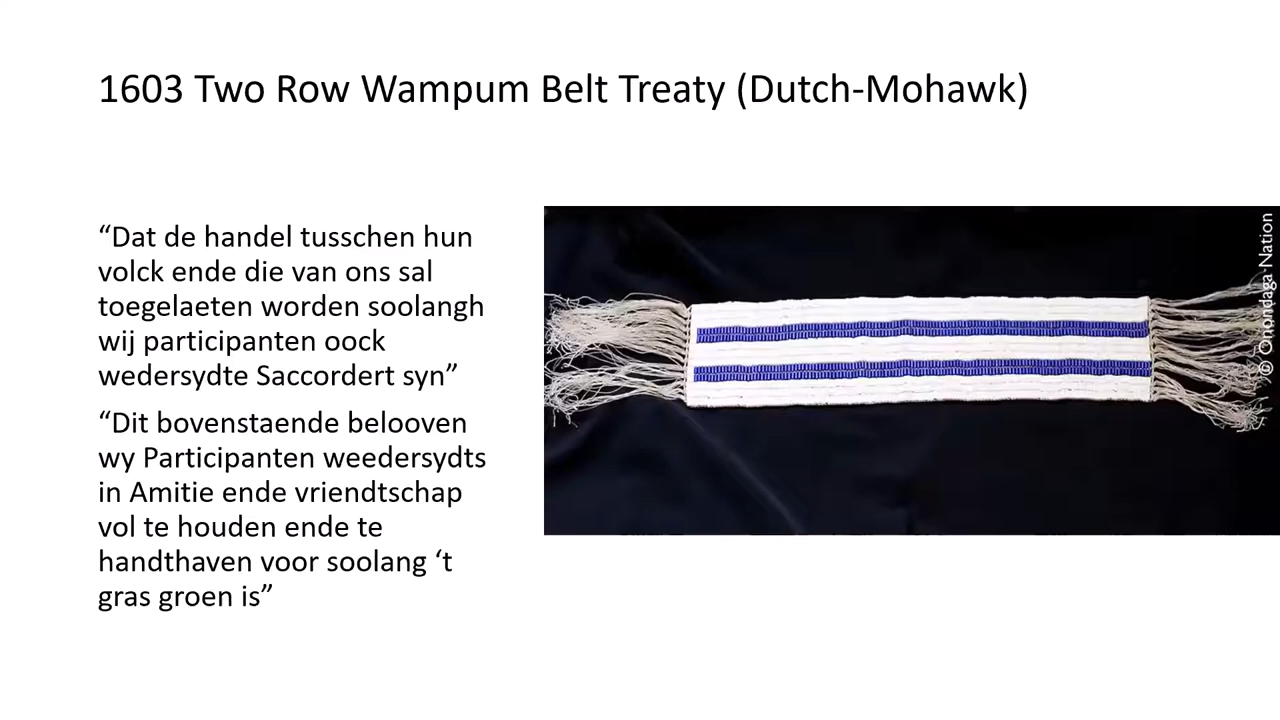 1603 Two Row Wampum Belt Treaty (Dutch-Mohawk)
“Dat de handel tusschen hun
volck ende die van ons sal
toegelaeten worden soolangh
wij participanten oock
wedersydte Saccordert syn”
“Dit bovenstaende belooven
wy Participanten weedersydts
in Amitie ende vriendtschap
vol te houden ende te
handthaven voor soolang ‘t
gras groen is”
© Onondaga Nation